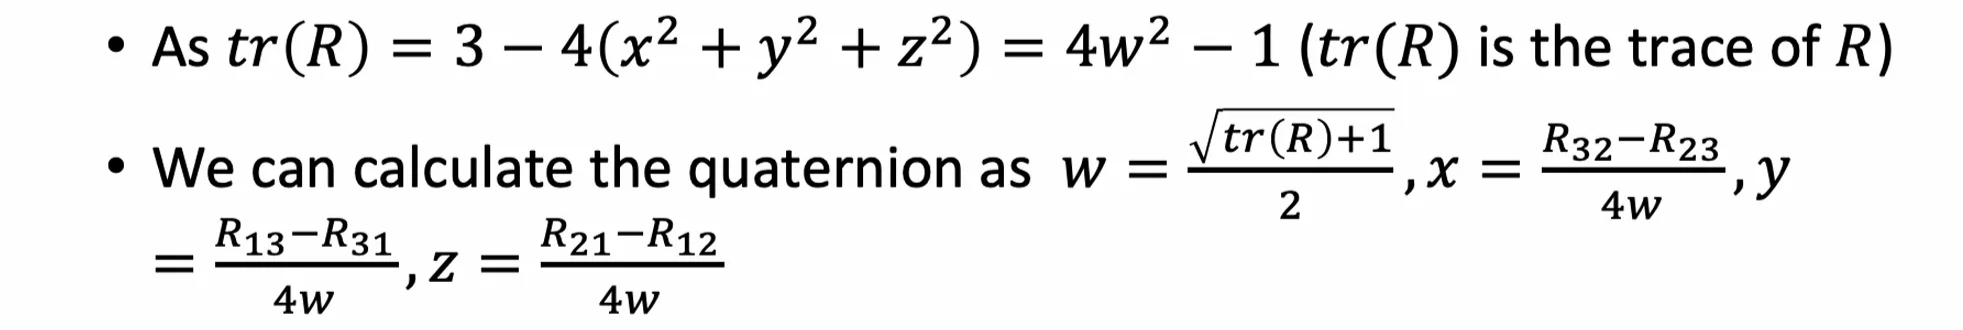 • As tr(R) = 3 − 4(x² + y² + z²) = 4w² − 1 (tr(R) is the trace of R)
• We can calculate the quaternion as w = √(tr(R)+1)/2, x = (R₃₂−R₂₃)/4w, y
= (R₁₃−R₃₁)/4w, z = (R₂₁−R₁₂)/4w